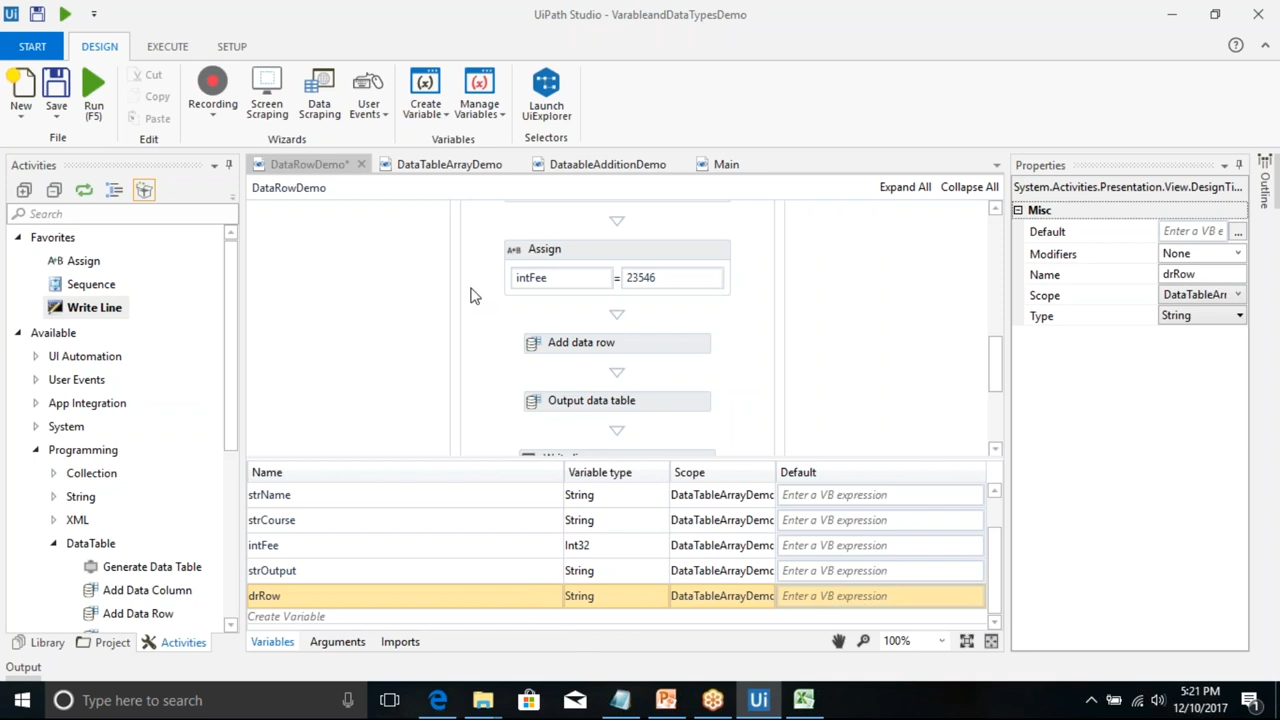 Ui
UiPath Studio - VarableandDataTypesDemo
START DESIGN EXECUTE SETUP
New
Save
Run
(F5)
Cut
Copy
Paste
Recording
Screen
Scraping
Data
Scraping
User
Events
Create
Variable
Manage
Variables
Launch
UiExplorer
File Edit Wizards Variables Selectors
Activities
Search
Favorites
A+B Assign
Sequence
Write Line
Available
UI Automation
User Events
App Integration
System
Programming
Collection
String
XML
DataTable
Generate Data Table
Add Data Column
Add Data Row
Library Project Activities
DataRowDemo* DataTableArrayDemo DataableAdditionDemo Main
DataRowDemo Expand All Collapse All
A+B Assign
intFee = 23546
Add data row
Output data table
Name Variable type Scope Default
strName String DataTableArrayDemo Enter a VB expression
strCourse String DataTableArrayDemo Enter a VB expression
intFee Int32 DataTableArrayDemo Enter a VB expression
strOutput String DataTableArrayDemo Enter a VB expression
drRow String DataTableArrayDemo Enter a VB expression
Create Variable
Variables Arguments Imports 100%
Properties
System.Activities.Presentation.View.DesignTi...
Misc
Default Enter a VB e ...
Modifiers None
Name drRow
Scope DataTableArr
Type String
Outline
Output
Type here to search
Ui
5:21 PM
12/10/2017
1